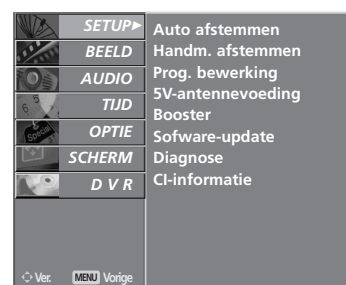 SETUP
BEELD
AUDIO
TIJD
OPTIE
SCHERM
D V R
Auto afstemmen
Handm. afstemmen
Prog. bewerking
5V-antennevoeding
Booster
Sofware-update
Diagnose
CI-informatie
Ver. MENU Vorige